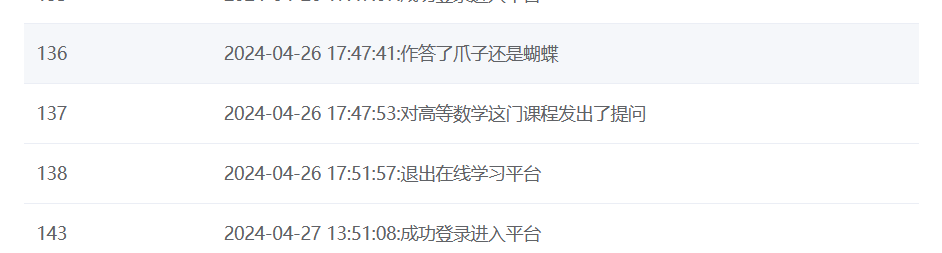 136 2024-04-26 17:47:41:作答了爪子还是蝴蝶
137 2024-04-26 17:47:53:对高等数学这门课程发出了提问
138 2024-04-26 17:51:57:退出在线学习平台
143 2024-04-27 13:51:08:成功登录进入平台